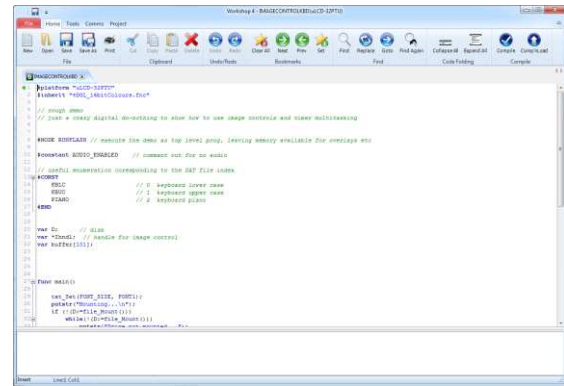 Workshop 4 - IMAGECONTROLKBD(uLCD-32PTU)
File Home Tools Comms Project
New Open Save Save As Print Cut Copy Paste Delete Undo Redo Clear All Next Prev Set Find Replace Goto Find Again Collapse All Expand All Compile CompileLoad
File Clipboard Undo/Redo Bookmarks Find Code Folding Compile
IMAGECONTROLKBD
#platform "uLCD-32PTU"
#inherit "4DGL_16bitColours.fnc"
// rough demo
// just a crazy digital do-nothing to show how to use image controls and timer multitasking
#MODE RUNFLASH // execute the demo as top level prog, leaving memory available for overlays etc
#constant AUDIO_ENABLED // comment out for no audio
// useful enumeration corresponding to the DAT file index
#CONST
KBLC // 0 keyboard lower case
KBUC // 1 keyboard upper case
PIANO // 2 keyboard piano
#END
var D; // disk
var *Ihndl; // handle for image control
var buffer[101];
func main()
txt_Set(FONT_SIZE, FONT1);
putstr("Mounting...\n");
if (!(D:=file_Mount()))
while(!(D:=file_Mount()))
putstr("Drive not mounted...");
Insert Line:1 Col:1